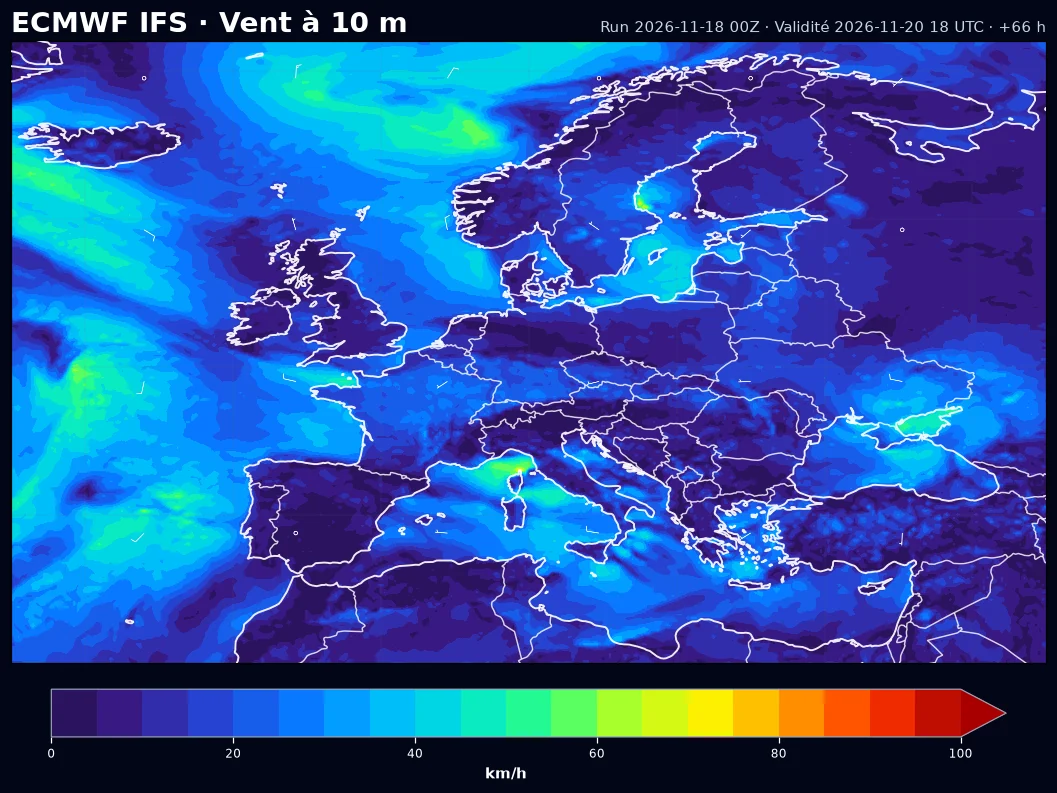 ECMWF IFS · Vent à 10 m
Run 2026-11-18 00Z · Validité 2026-11-20 18 UTC · +66 h
0 20 40 60 80 100
km/h